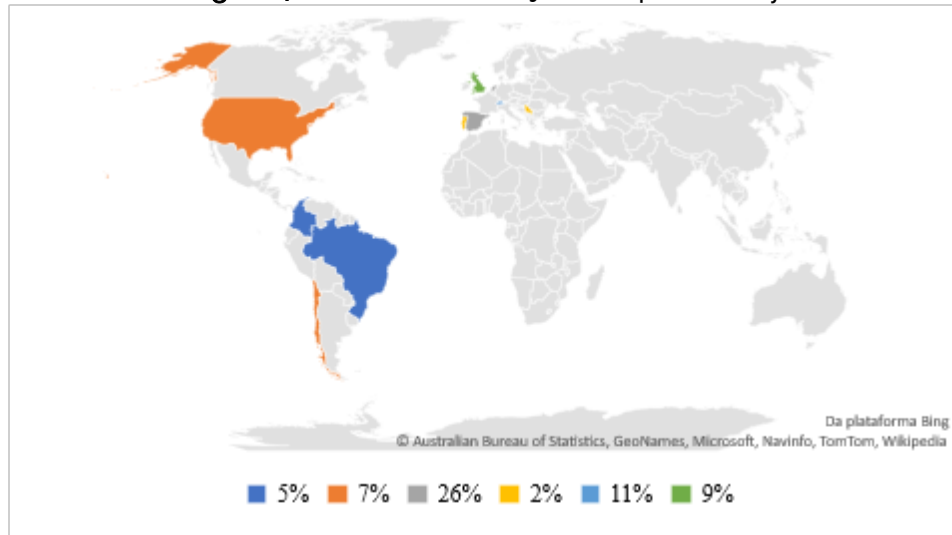 Da plataforma Bing
© Australian Bureau of Statistics, GeoNames, Microsoft, Navinfo, TomTom, Wikipedia
5% 7% 26% 2% 11% 9%